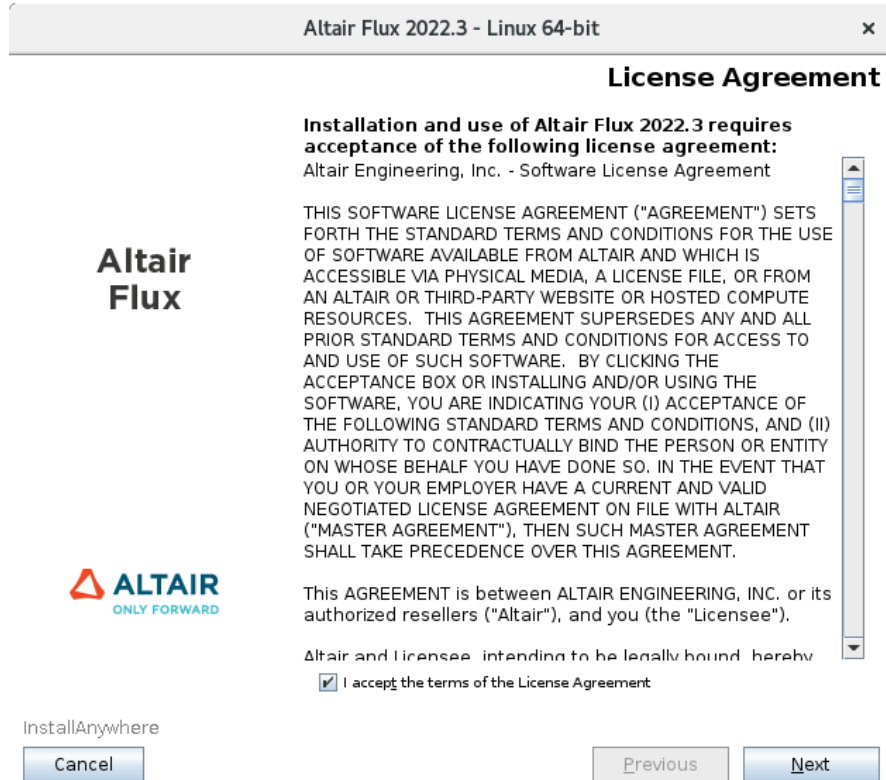 Altair Flux 2022.3 - Linux 64-bit
×
License Agreement
Installation and use of Altair Flux 2022.3 requires
acceptance of the following license agreement:
Altair Engineering, Inc. - Software License Agreement
THIS SOFTWARE LICENSE AGREEMENT ("AGREEMENT") SETS
FORTH THE STANDARD TERMS AND CONDITIONS FOR THE USE
OF SOFTWARE AVAILABLE FROM ALTAIR AND WHICH IS
ACCESSIBLE VIA PHYSICAL MEDIA, A LICENSE FILE, OR FROM
AN ALTAIR OR THIRD-PARTY WEBSITE OR HOSTED COMPUTE
RESOURCES.  THIS AGREEMENT SUPERSEDES ANY AND ALL
PRIOR STANDARD TERMS AND CONDITIONS FOR ACCESS TO
AND USE OF SUCH SOFTWARE.  BY CLICKING THE
ACCEPTANCE BOX OR INSTALLING AND/OR USING THE
SOFTWARE, YOU ARE INDICATING YOUR (I) ACCEPTANCE OF
THE FOLLOWING STANDARD TERMS AND CONDITIONS, AND (II)
AUTHORITY TO CONTRACTUALLY BIND THE PERSON OR ENTITY
ON WHOSE BEHALF YOU HAVE DONE SO. IN THE EVENT THAT
YOU OR YOUR EMPLOYER HAVE A CURRENT AND VALID
NEGOTIATED LICENSE AGREEMENT ON FILE WITH ALTAIR
("MASTER AGREEMENT"), THEN SUCH MASTER AGREEMENT
SHALL TAKE PRECEDENCE OVER THIS AGREEMENT.
This AGREEMENT is between ALTAIR ENGINEERING, INC. or its
authorized resellers ("Altair"), and you (the "Licensee").
Altair and Licensee, intending to be legally bound, hereby
Altair
Flux
ALTAIR
ONLY FORWARD
I accept the terms of the License Agreement
InstallAnywhere
Cancel
Previous
Next